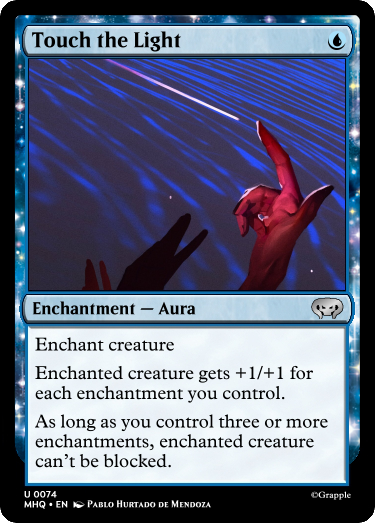 Touch the Light
Enchantment — Aura
Enchant creature
Enchanted creature gets +1/+1 for
each enchantment you control.
As long as you control three or more
enchantments, enchanted creature
can't be blocked.
U 0074
MHQ • EN Pablo Hurtado de Mendoza
©Grapple